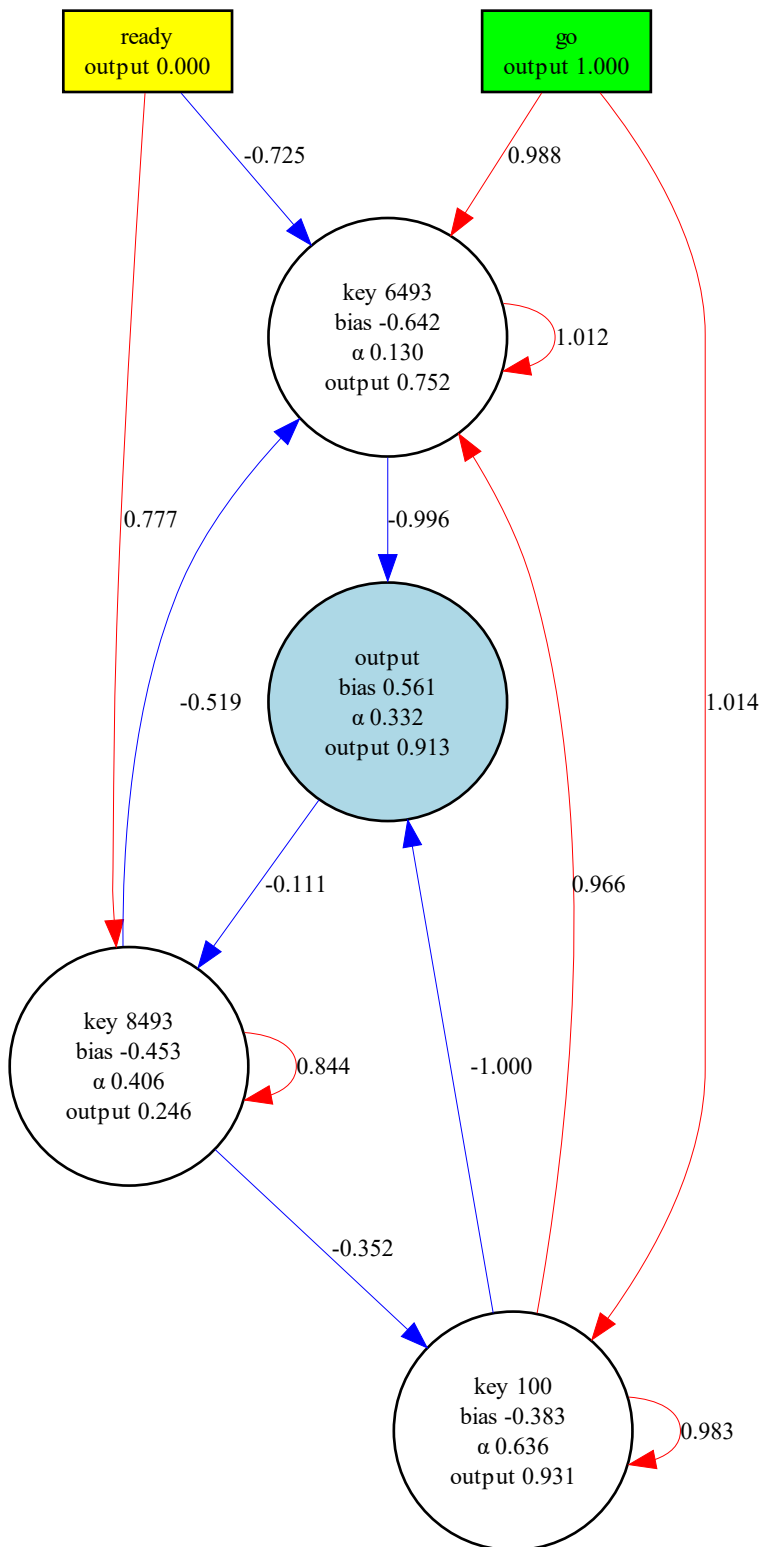 ready
output 0.000
go
output 1.000
-0.725
0.988
key 6493
bias -0.642
α 0.130
output 0.752
1.012
0.777
-0.996
-0.519
output
bias 0.561
α 0.332
output 0.913
1.014
-0.111
0.966
key 8493
bias -0.453
α 0.406
output 0.246
0.844
-1.000
-0.352
key 100
bias -0.383
α 0.636
output 0.931
0.983